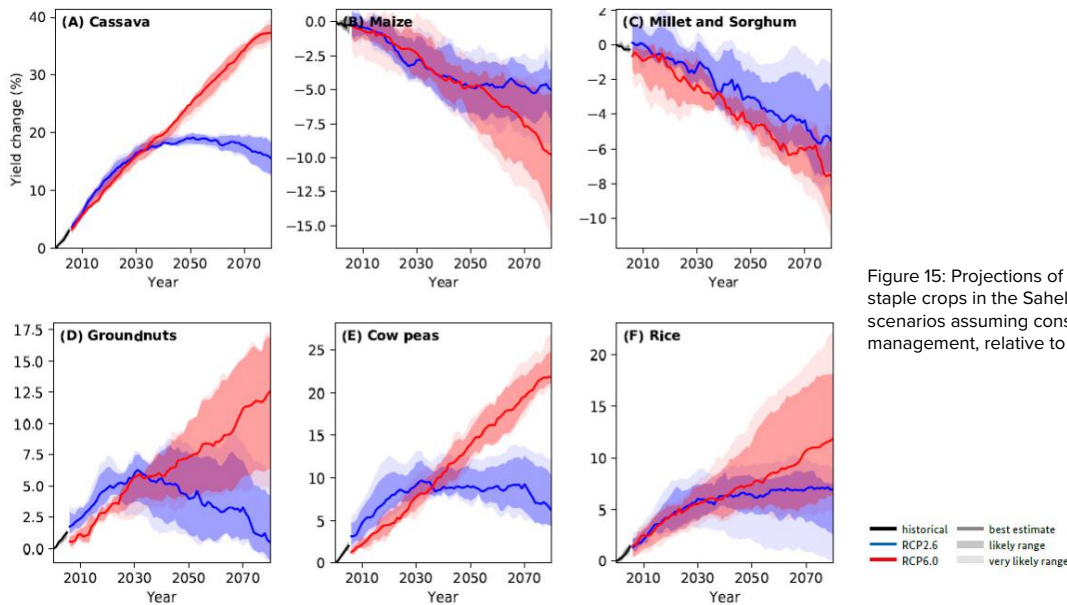 (A) Cassava
(B) Maize
(C) Millet and Sorghum
Yield change (%)
40
30
20
10
0
0.0
−2.5
−5.0
−7.5
−10.0
−12.5
−15.0
2
0
−2
−4
−6
−8
−10
2010 2030 2050 2070
2010 2030 2050 2070
2010 2030 2050 2070
Year
Year
Year
Figure 15: Projections of
staple crops in the Sahel
scenarios assuming cons
management, relative to
(D) Groundnuts
(E) Cow peas
(F) Rice
17.5
15.0
12.5
10.0
7.5
5.0
2.5
0.0
25
20
15
10
5
0
20
15
10
5
0
2010 2030 2050 2070
2010 2030 2050 2070
2010 2030 2050 2070
Year
Year
Year
historical best estimate
RCP2.6 likely range
RCP6.0 very likely range